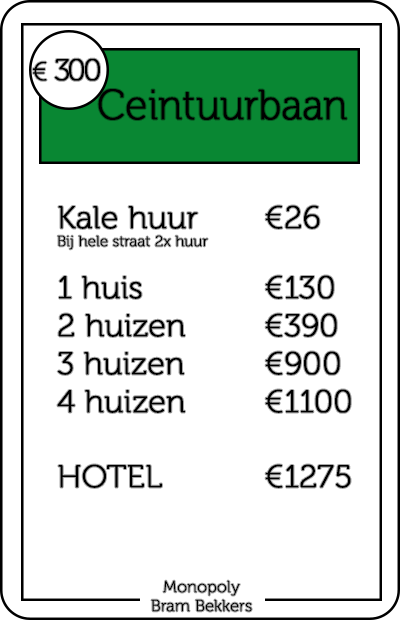 € 300
Ceintuurbaan
Kale huur €26
Bij hele straat 2x huur
1 huis €130
2 huizen €390
3 huizen €900
4 huizen €1100
HOTEL €1275
Monopoly
Bram Bekkers